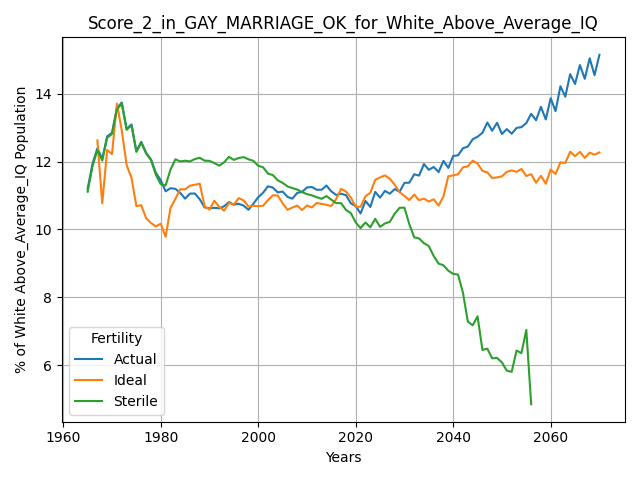 Score_2_in_GAY_MARRIAGE_OK_for_White_Above_Average_IQ
% of White Above_Average_IQ Population
14
12
10
8
6
Fertility
Actual
Ideal
Sterile
1960
1980
2000
2020
2040
2060
Years